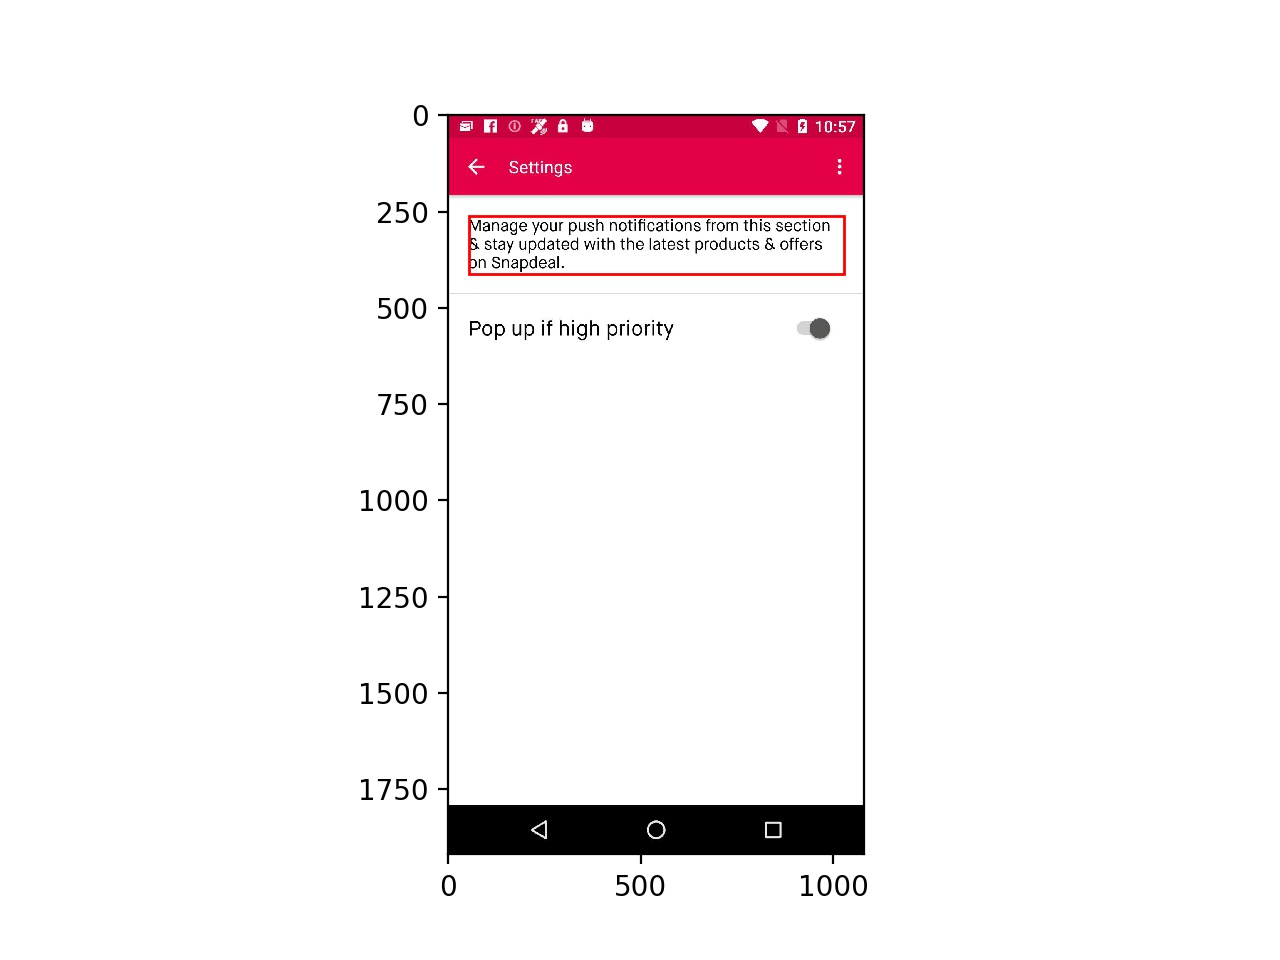 0
250
500
750
1000
1250
1500
1750
10:57
Settings
Manage your push notifications from this section
& stay updated with the latest products & offers
on Snapdeal.
Pop up if high priority
0 500 1000